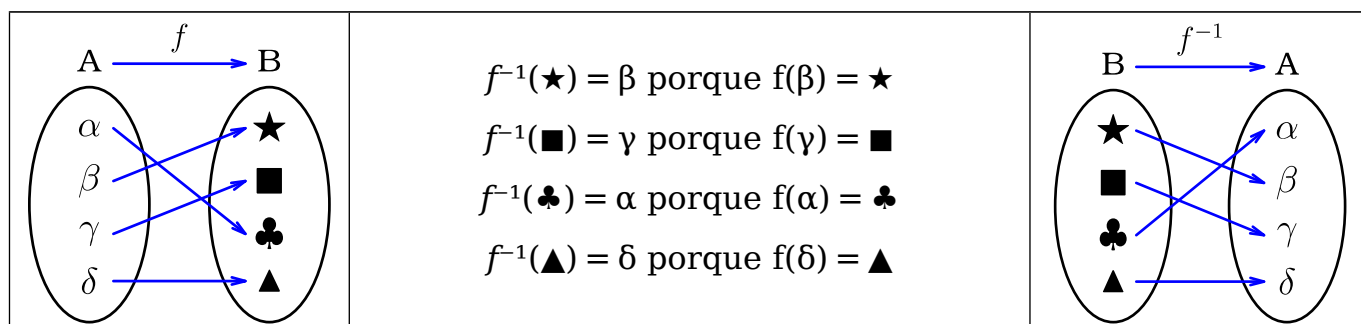 f
A B
α ★
β ■
γ ♣
δ ▲
f⁻¹(★) = β porque f(β) = ★
f⁻¹(■) = γ porque f(γ) = ■
f⁻¹(♣) = α porque f(α) = ♣
f⁻¹(▲) = δ porque f(δ) = ▲
f⁻¹
B A
★ α
■ β
♣ γ
▲ δ